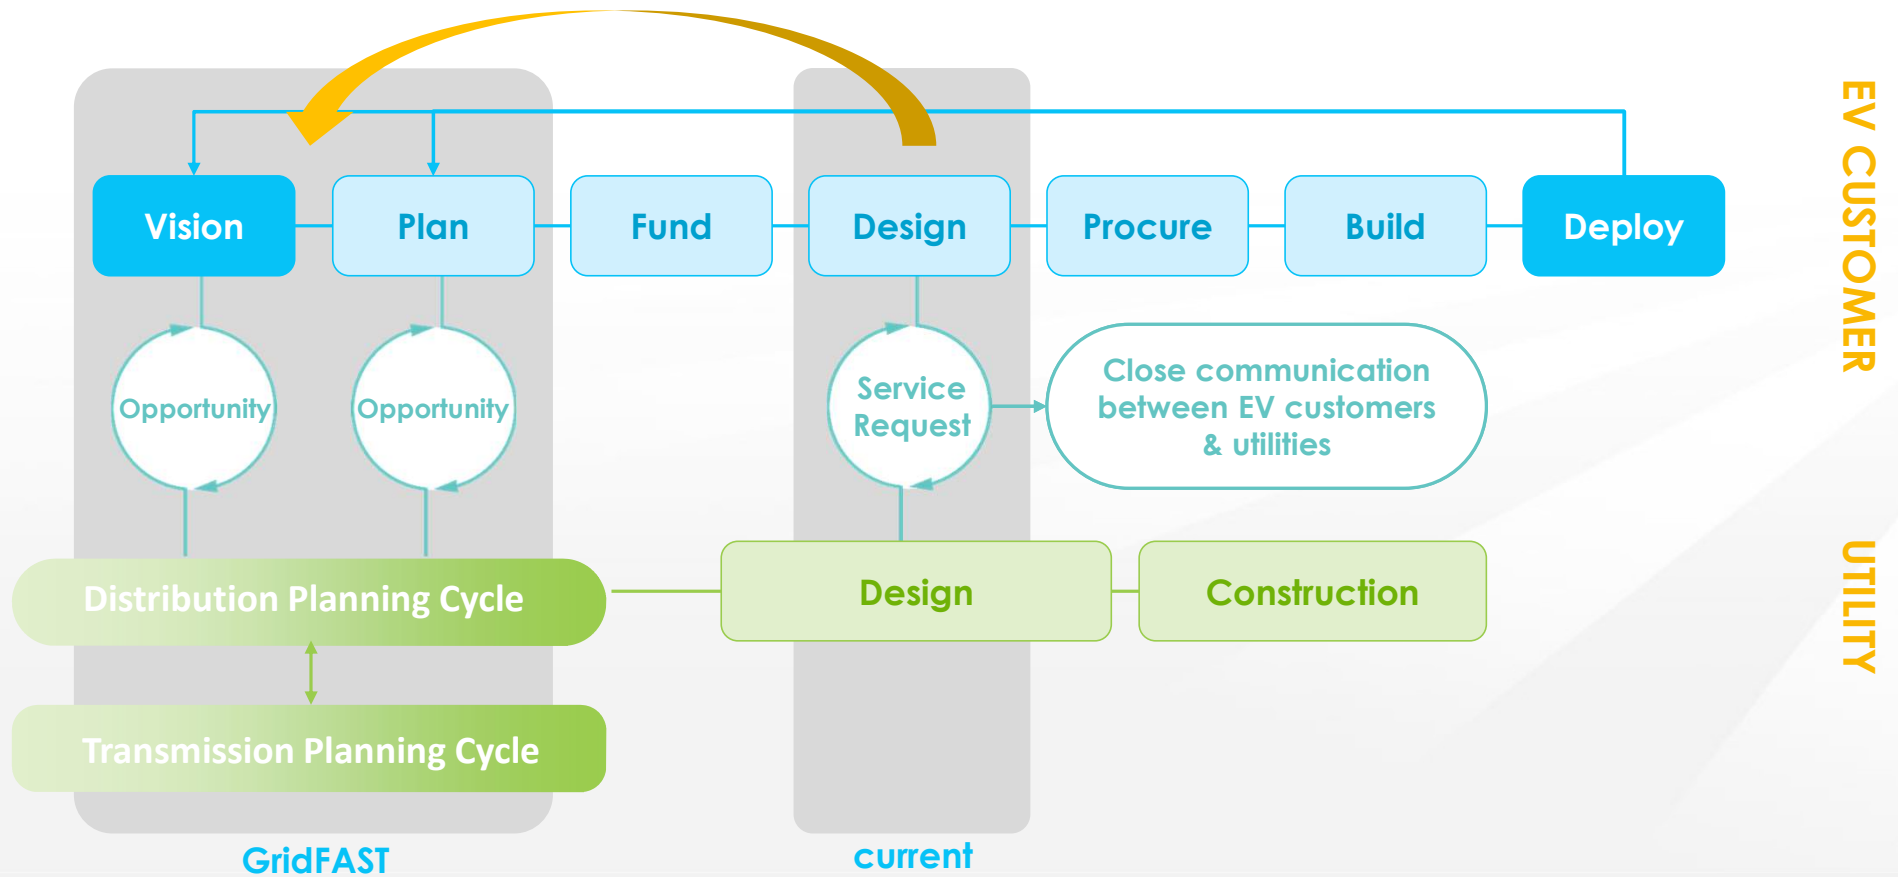 EV CUSTOMER
Vision
Plan
Fund
Design
Procure
Build
Deploy
Opportunity
Opportunity
Service
Request
Close communication
between EV customers
& utilities
UTILITY
Distribution Planning Cycle
Design
Construction
Transmission Planning Cycle
GridFAST
current